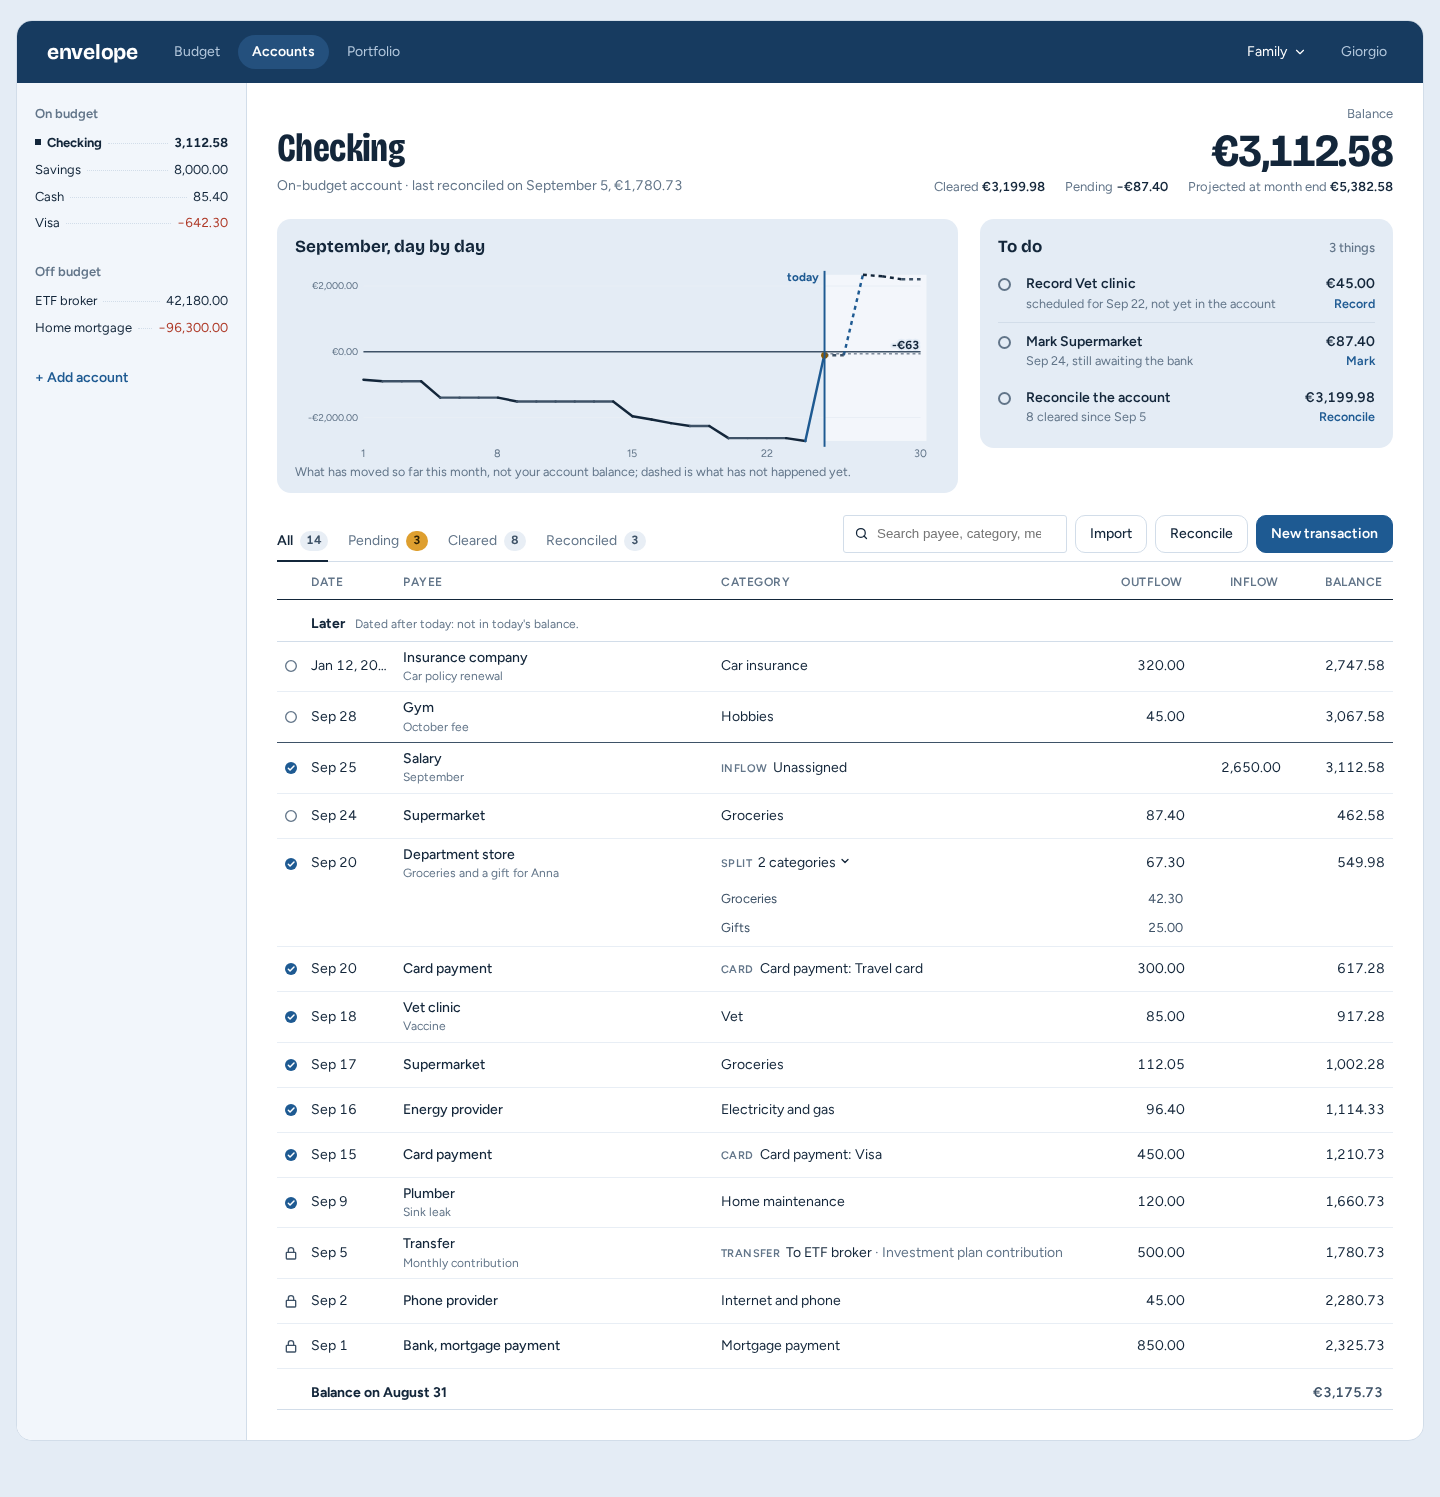 envelope Budget Accounts Portfolio Family Giorgio
On budget
Checking 3,112.58
Savings 8,000.00
Cash 85.40
Visa −642.30
Off budget
ETF broker 42,180.00
Home mortgage −96,300.00
+ Add account
Checking
On-budget account · last reconciled on September 5, €1,780.73
Balance
€3,112.58
Cleared €3,199.98 Pending −€87.40 Projected at month end €5,382.58
September, day by day
today
€2,000.00
€0.00
-€2,000.00
-€63
1 8 15 22 30
What has moved so far this month, not your account balance; dashed is what has not happened yet.
To do 3 things
Record Vet clinic €45.00
scheduled for Sep 22, not yet in the account Record
Mark Supermarket €87.40
Sep 24, still awaiting the bank Mark
Reconcile the account €3,199.98
8 cleared since Sep 5 Reconcile
All 14 Pending 3 Cleared 8 Reconciled 3
Search payee, category, me Import Reconcile New transaction
DATE PAYEE CATEGORY OUTFLOW INFLOW BALANCE
Later Dated after today: not in today's balance.
Jan 12, 20… Insurance company Car insurance 320.00 2,747.58
Car policy renewal
Sep 28 Gym Hobbies 45.00 3,067.58
October fee
Sep 25 Salary INFLOW Unassigned 2,650.00 3,112.58
September
Sep 24 Supermarket Groceries 87.40 462.58
Sep 20 Department store SPLIT 2 categories 67.30 549.98
Groceries and a gift for Anna
Groceries 42.30
Gifts 25.00
Sep 20 Card payment CARD Card payment: Travel card 300.00 617.28
Sep 18 Vet clinic Vet 85.00 917.28
Vaccine
Sep 17 Supermarket Groceries 112.05 1,002.28
Sep 16 Energy provider Electricity and gas 96.40 1,114.33
Sep 15 Card payment CARD Card payment: Visa 450.00 1,210.73
Sep 9 Plumber Home maintenance 120.00 1,660.73
Sink leak
Sep 5 Transfer TRANSFER To ETF broker · Investment plan contribution 500.00 1,780.73
Monthly contribution
Sep 2 Phone provider Internet and phone 45.00 2,280.73
Sep 1 Bank, mortgage payment Mortgage payment 850.00 2,325.73
Balance on August 31 €3,175.73